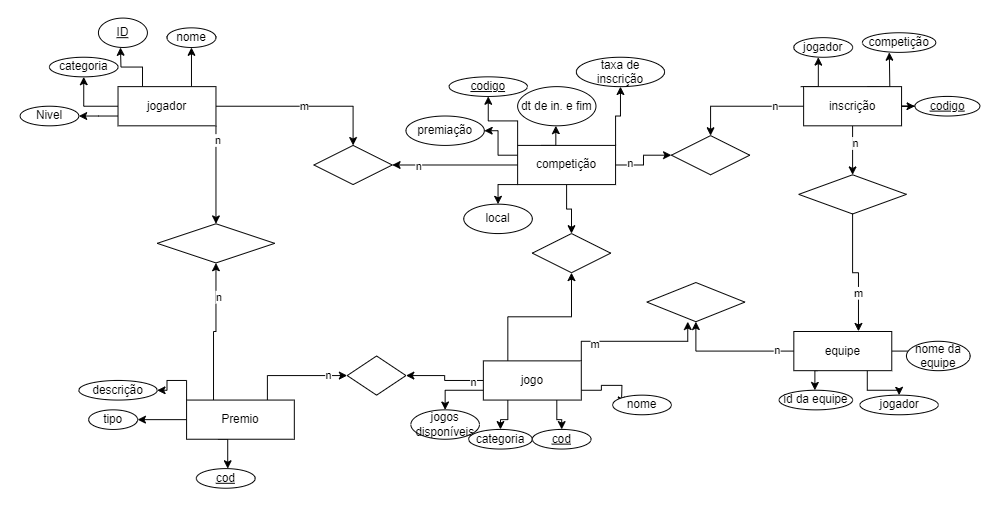 ID
nome
categoria
Nivel
jogador
m
n
n
codigo
taxa de
inscrição
dt de in. e fim
premiação
competição
n
n
local
jogador
competição
inscrição
codigo
n
n
m
m
n
equipe
nome da
equipe
id da equipe
jogador
descrição
tipo
Premio
n
cod
n
jogo
jogos
disponíveis
categoria
cod
nome